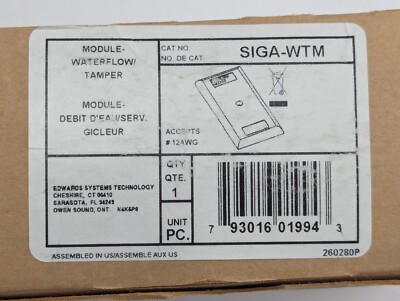 MODULE-
WATERFLOW/
TAMPER
MODULE-
DEBIT D'EAU/SERV.
GICLEUR
CAT NO.
NO. DE CAT.
SIGA-WTM
ACCEPTS
# 12AWG
EDWARDS SYSTEMS TECHNOLOGY
CHESHIRE, CT 06410
SARASOTA, FL 34243
OWEN SOUND, ONT. N4K5P8
QTY
QTE.
1
UNIT
PC.
7 93016 01994 3
ASSEMBLED IN US/ASSEMBLE AUX US
260280P